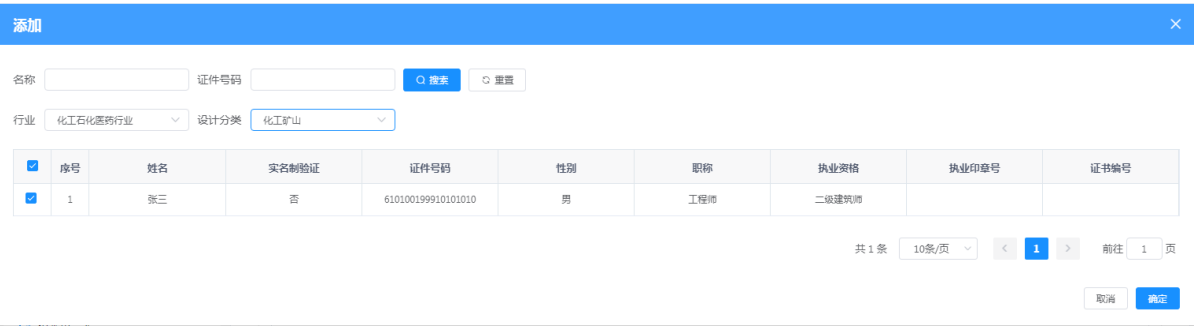 添加
名称 证件号码 搜索 重置
行业 化工石化医药行业 设计分类 化工矿山
序号 姓名 实名制验证 证件号码 性别 职称 执业资格 执业印章号 证书编号
1 张三 否 610100199910101010 男 工程师 二级建筑师
共 1 条 10条/页 < 1 > 前往 1 页
取消 确定